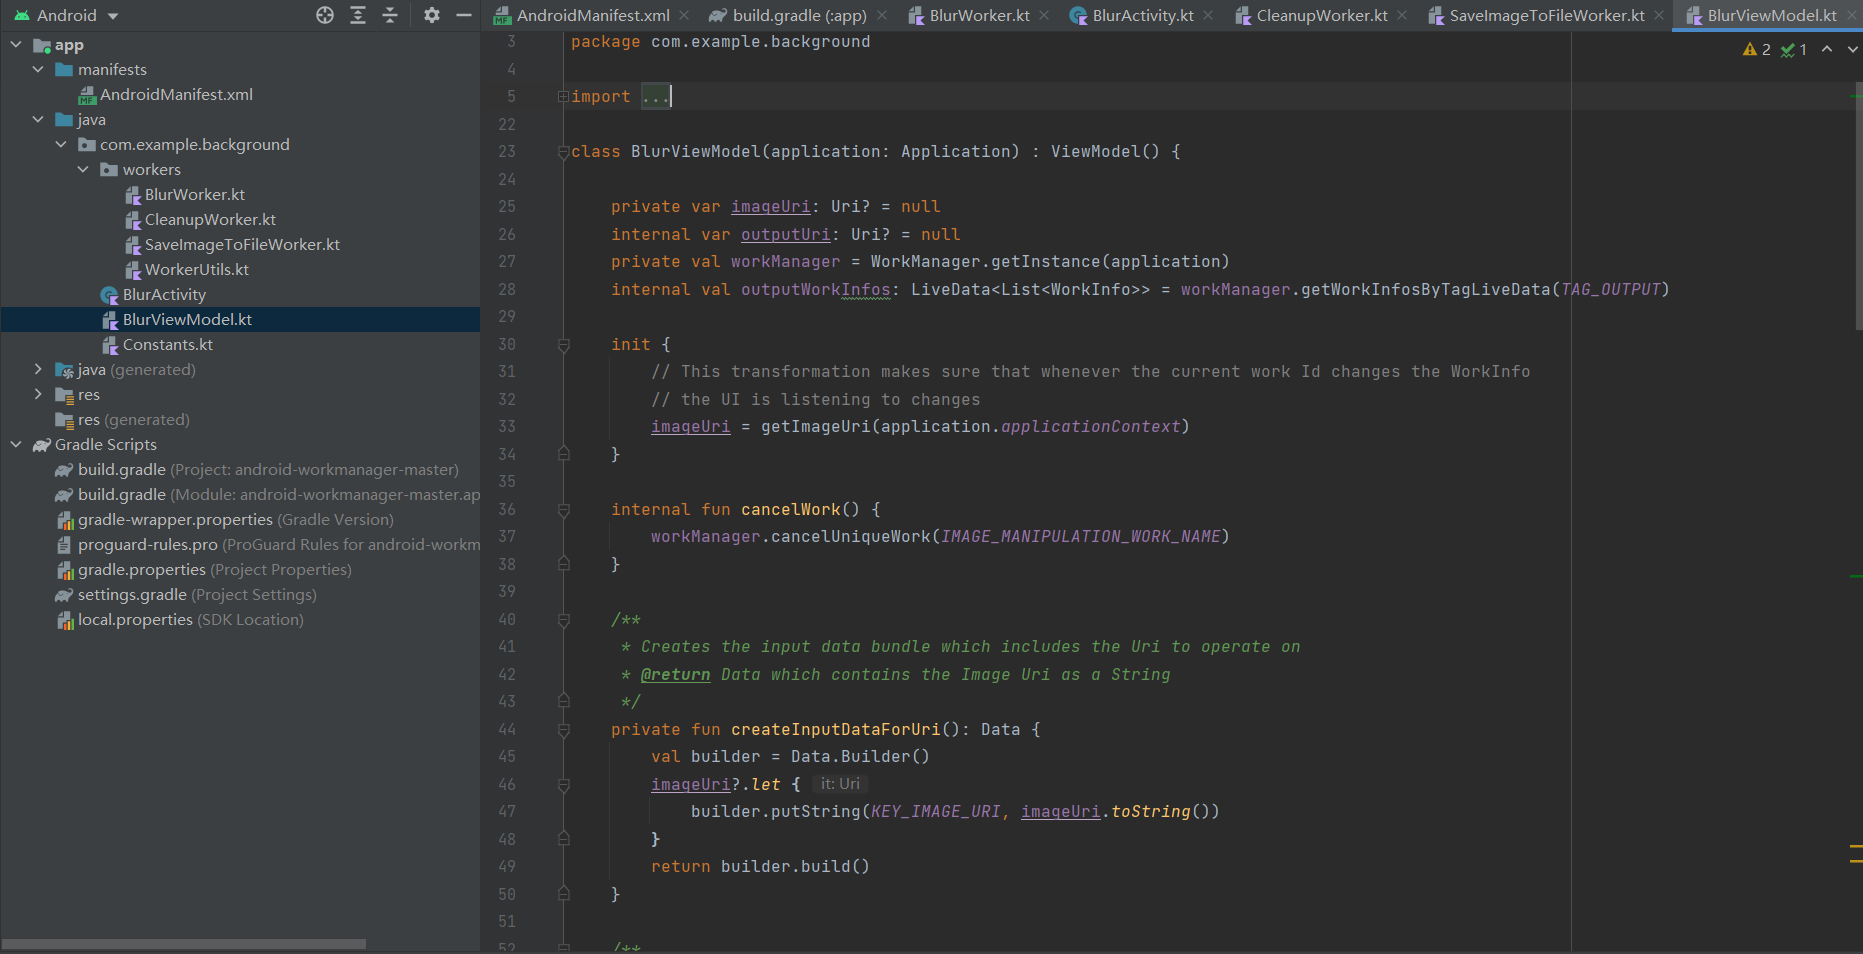 Android
AndroidManifest.xml
build.gradle (:app)
BlurWorker.kt
BlurActivity.kt
CleanupWorker.kt
SaveImageToFileWorker.kt
BlurViewModel.kt
app
manifests
AndroidManifest.xml
java
com.example.background
workers
BlurWorker.kt
CleanupWorker.kt
SaveImageToFileWorker.kt
WorkerUtils.kt
BlurActivity
BlurViewModel.kt
Constants.kt
java (generated)
res
res (generated)
Gradle Scripts
build.gradle (Project: android-workmanager-master)
build.gradle (Module: android-workmanager-master.ap
gradle-wrapper.properties (Gradle Version)
proguard-rules.pro (ProGuard Rules for android-workm
gradle.properties (Project Properties)
settings.gradle (Project Settings)
local.properties (SDK Location)
2 1
3 package com.example.background
4
5 import ...
22
23 class BlurViewModel(application: Application) : ViewModel() {
24
25 private var imageUri: Uri? = null
26 internal var outputUri: Uri? = null
27 private val workManager = WorkManager.getInstance(application)
28 internal val outputWorkInfos: LiveData<List<WorkInfo>> = workManager.getWorkInfosByTagLiveData(TAG_OUTPUT)
29
30 init {
31 // This transformation makes sure that whenever the current work Id changes the WorkInfo
32 // the UI is listening to changes
33 imageUri = getImageUri(application.applicationContext)
34 }
35
36 internal fun cancelWork() {
37 workManager.cancelUniqueWork(IMAGE_MANIPULATION_WORK_NAME)
38 }
39
40 /**
41 * Creates the input data bundle which includes the Uri to operate on
42 * @return Data which contains the Image Uri as a String
43 */
44 private fun createInputDataForUri(): Data {
45 val builder = Data.Builder()
46 imageUri?.let { it: Uri
47 builder.putString(KEY_IMAGE_URI, imageUri.toString())
48 }
49 return builder.build()
50 }
51
52 /**